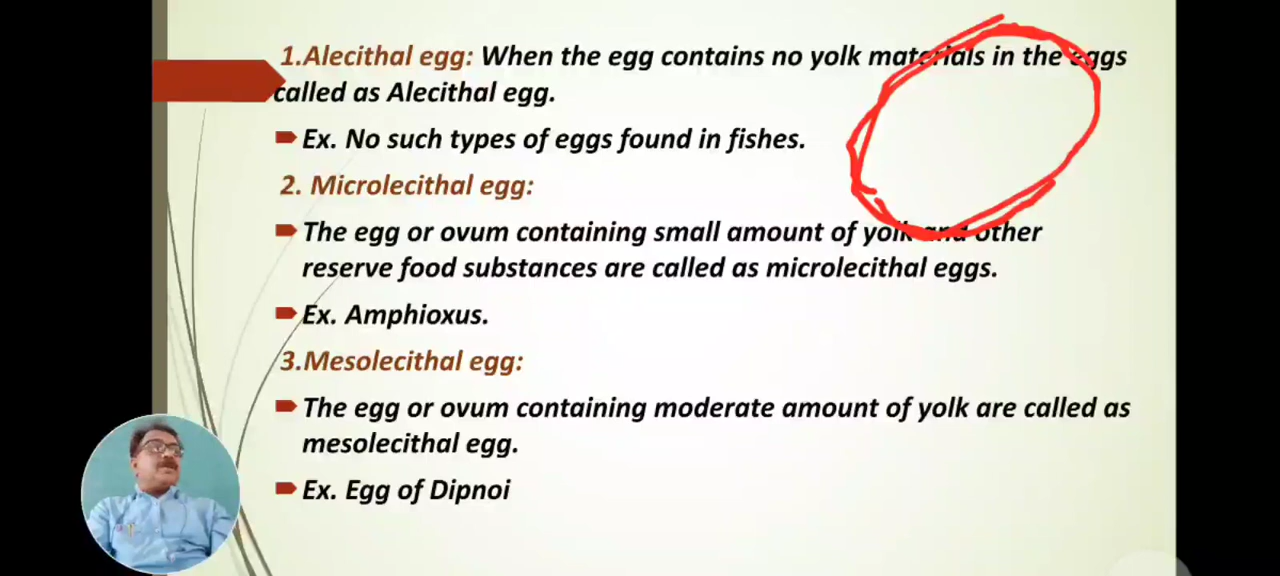 1.Alecithal egg: When the egg contains no yolk materials in the eggs
called as Alecithal egg.
Ex. No such types of eggs found in fishes.
2. Microlecithal egg:
The egg or ovum containing small amount of yolk and other
reserve food substances are called as microlecithal eggs.
Ex. Amphioxus.
3.Mesolecithal egg:
The egg or ovum containing moderate amount of yolk are called as
mesolecithal egg.
Ex. Egg of Dipnoi